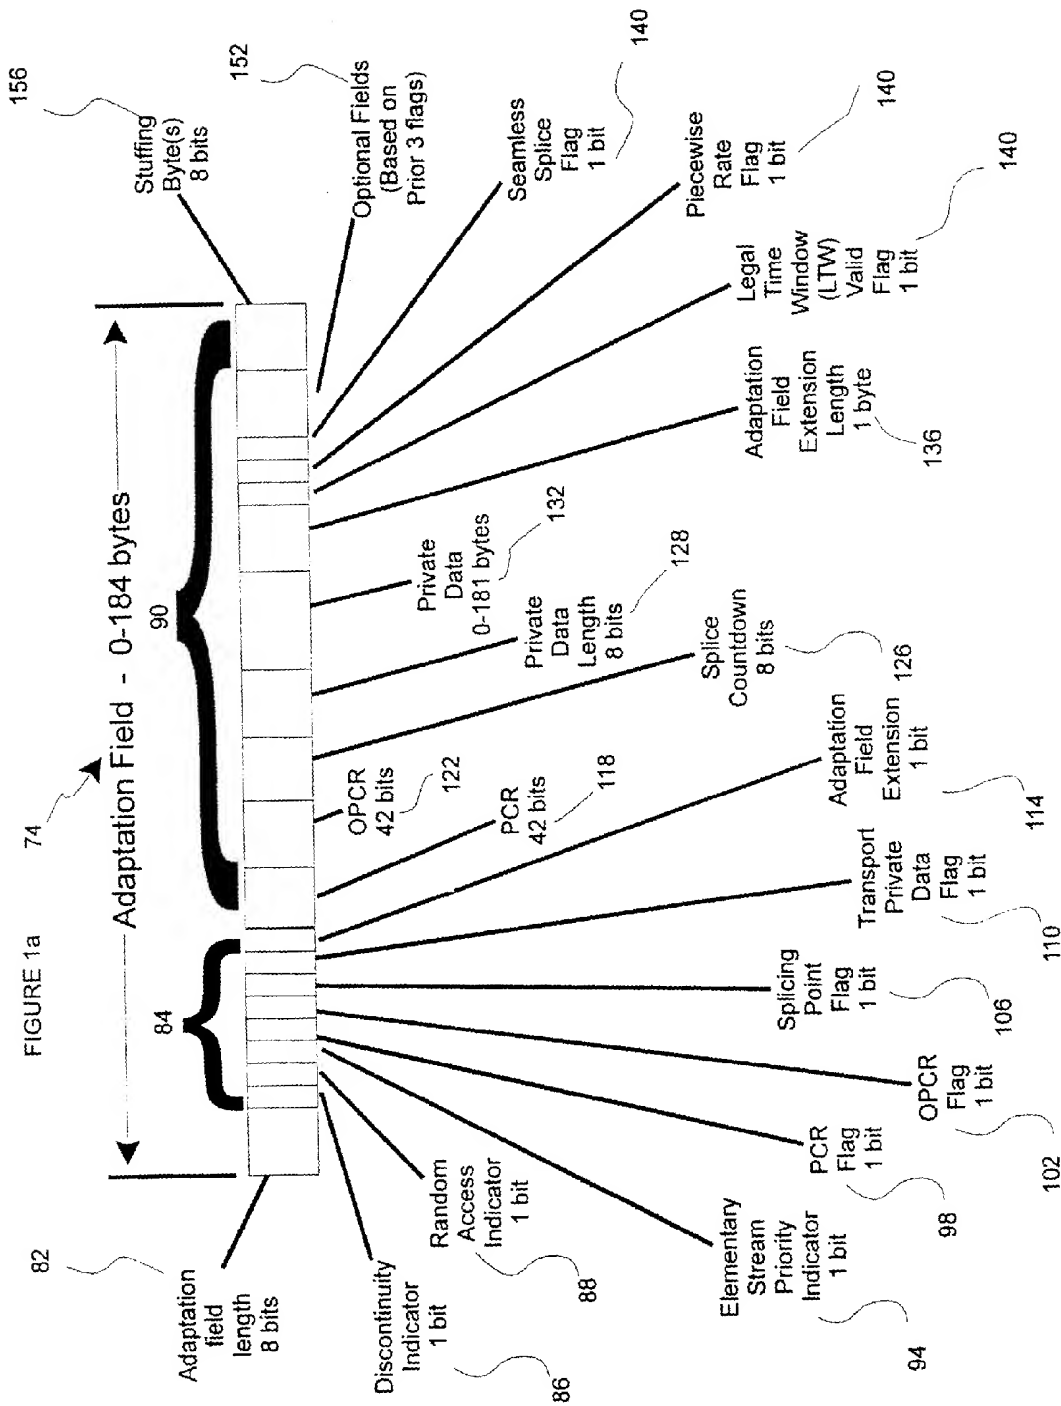 FIGURE 1a
74
Adaptation Field - 0-184 bytes
84
90
82
Adaptation
field
length
8 bits
Discontinuity
Indicator
1 bit
86
Random
Access
Indicator
1 bit
88
Elementary
Stream
Priority
Indicator
1 bit
94
PCR
Flag
1 bit
98
OPCR
Flag
1 bit
102
Splicing
Point
Flag
1 bit
106
Transport
Private
Data
Flag
1 bit
110
Adaptation
Field
Extension
1 bit
114
PCR
42 bits
118
OPCR
42 bits
122
Splice
Countdown
8 bits
126
Private
Data
Length
8 bits
128
Private
Data
0-181 bytes
132
Adaptation
Field
Extension
Length
1 byte
136
Legal
Time
Window
(LTW)
Valid
Flag
1 bit
140
Piecewise
Rate
Flag
1 bit
140
Seamless
Splice
Flag
1 bit
140
Optional Fields
(Based on
Prior 3 flags)
152
Stuffing
Byte(s)
8 bits
156